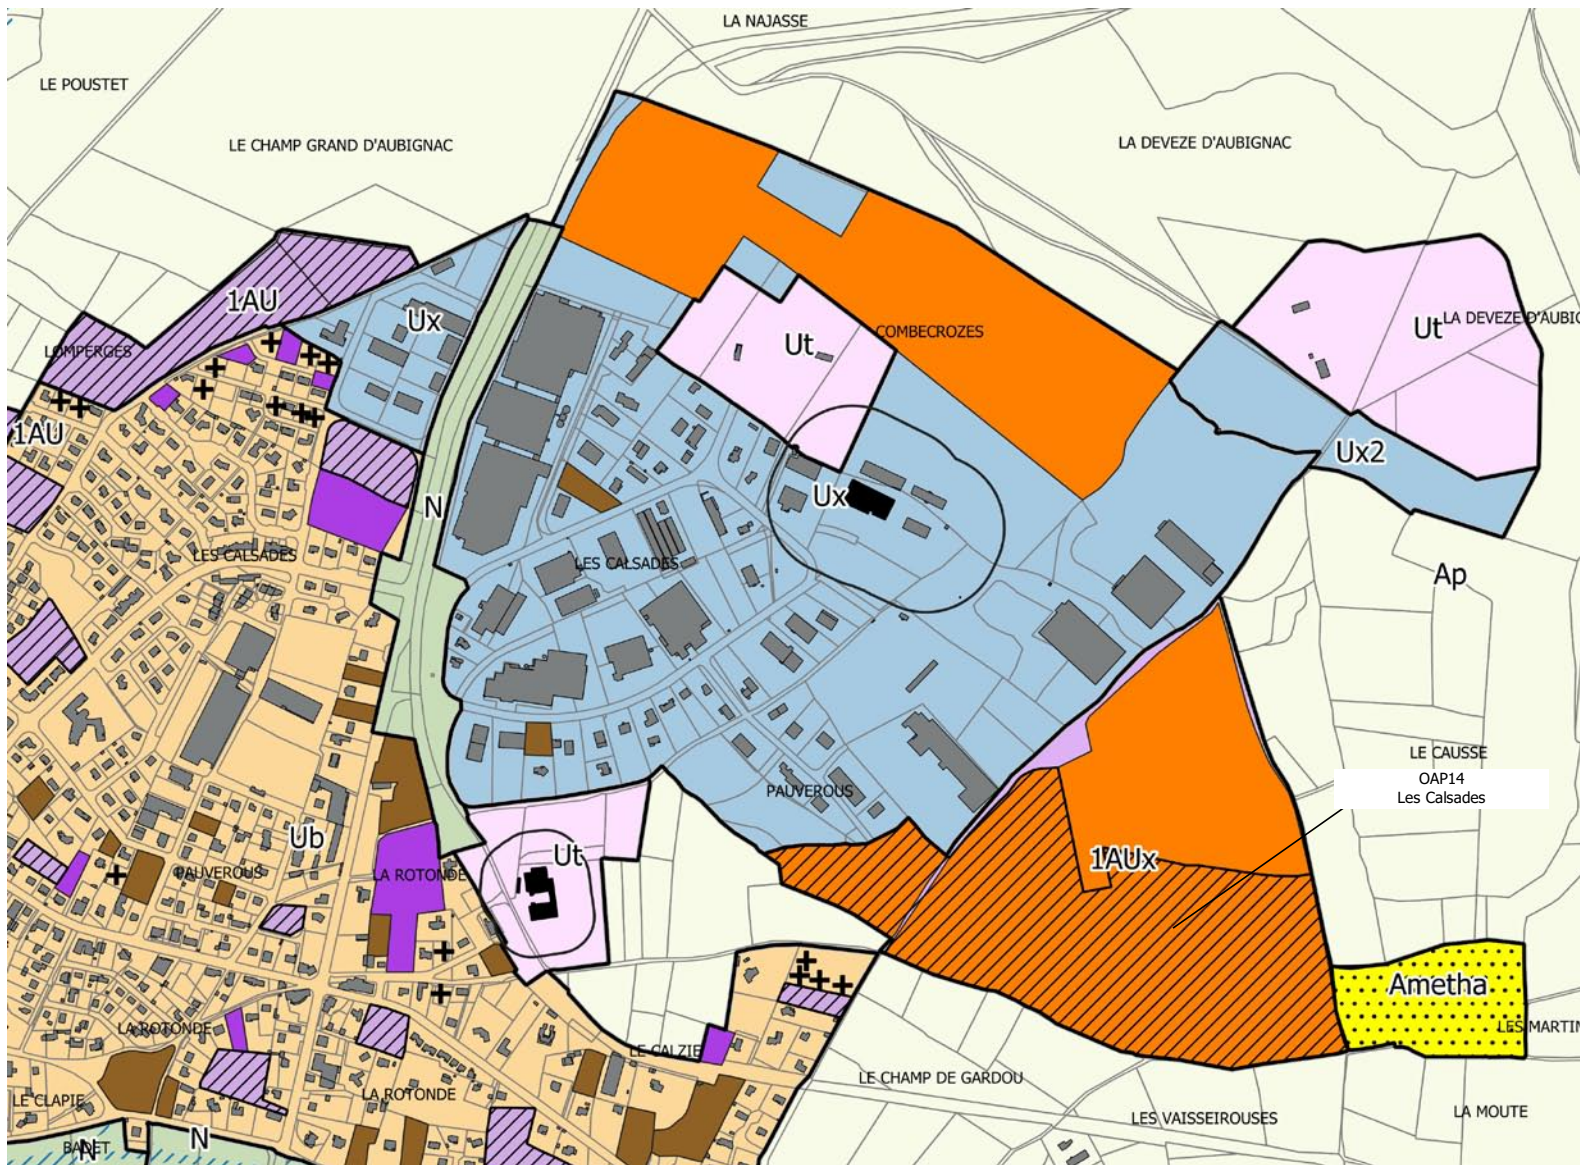 LA NAJASSE
LE POUSTET
LE CHAMP GRAND D'AUBIGNAC
LA DEVEZE D'AUBIGNAC
1AU
Ux
LOMPERGES
COMBECROZES
Ut
Ut
LA DEVEZE D'AUBIG
1AU
Ux2
N
Ux
LES CALSADES
LES CALSADES
Ap
LE CAUSSE
OAP14
Les Calsades
PAUVEROUS
Ub
Ut
1AUx
PAUVEROUS
LA ROTONDE
Ametha
LA ROTONDE
LES MARTIN
LE CALZIE
LE CHAMP DE GARDOU
LE CLAPIE
LA ROTONDE
LES VAISSEIROUSES
LA MOUTE
N
N
BADET